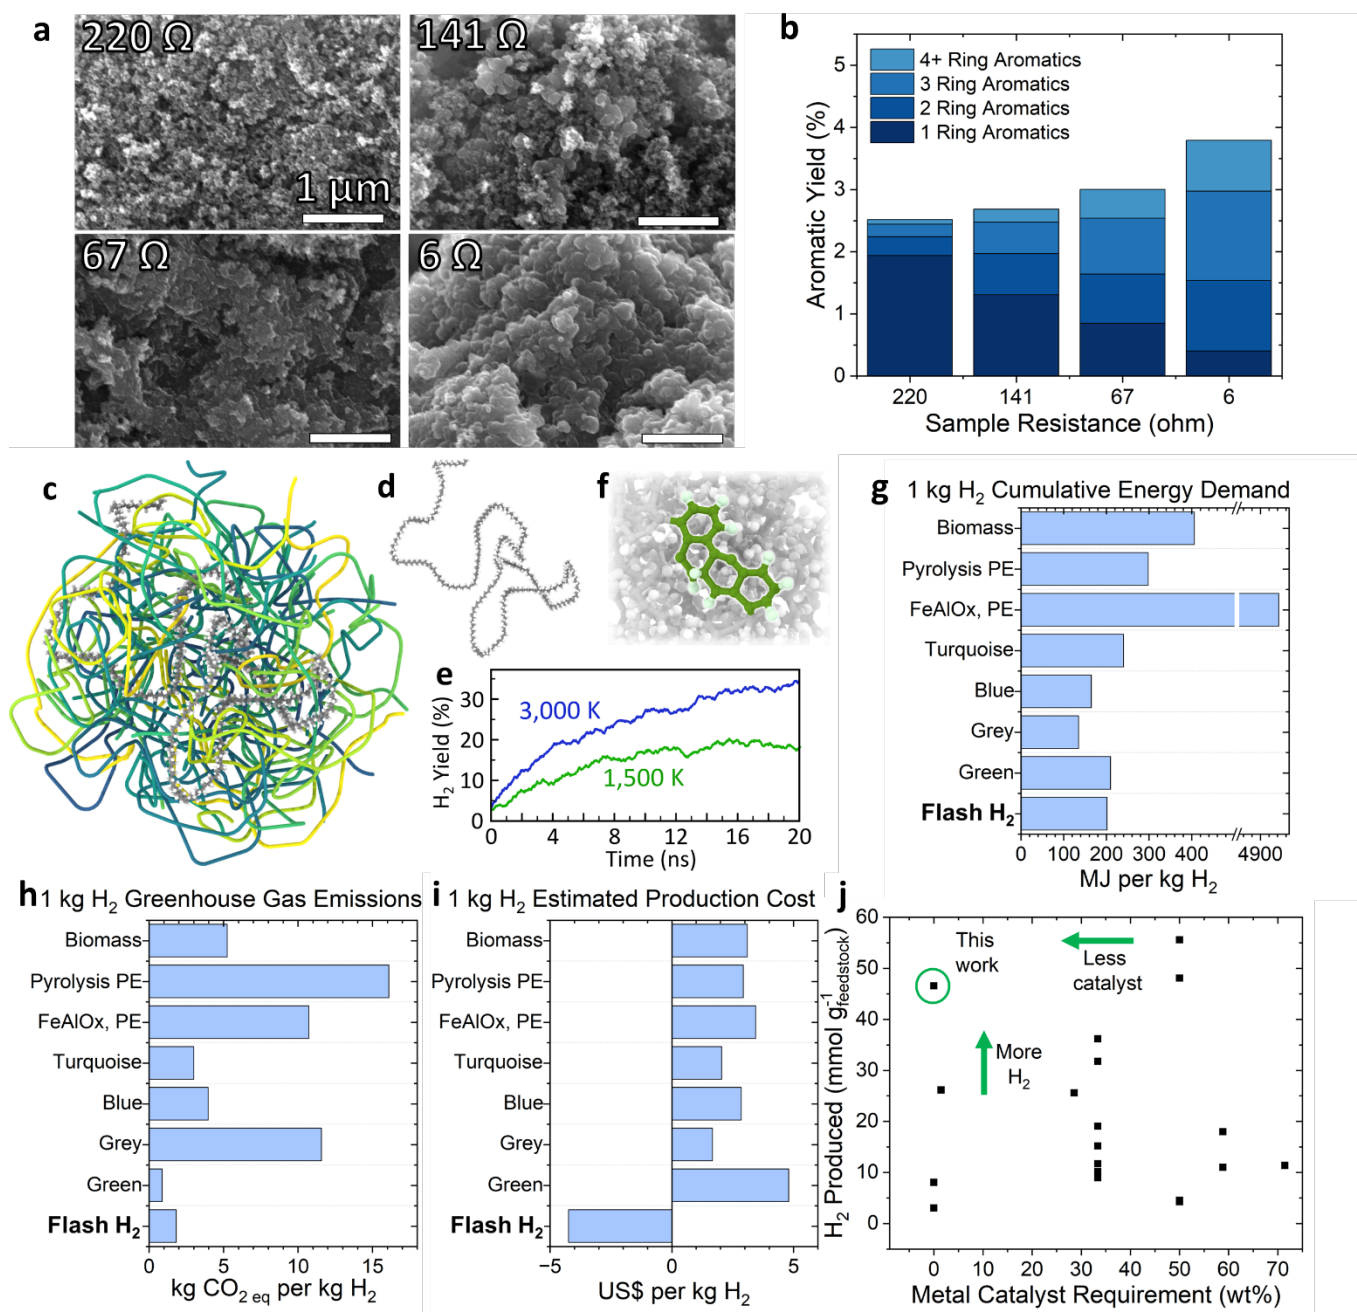 a
220 Ω
141 Ω
1 µm
67 Ω
6 Ω
b
4+ Ring Aromatics
3 Ring Aromatics
2 Ring Aromatics
1 Ring Aromatics
Aromatic Yield (%)
5
4
3
2
1
0
220
141
67
6
Sample Resistance (ohm)
c
d
e
H₂ Yield (%)
30
20
10
0
3,000 K
1,500 K
0
4
8
12
16
20
Time (ns)
f
g
1 kg H₂ Cumulative Energy Demand
Biomass
Pyrolysis PE
FeAlOx, PE
Turquoise
Blue
Grey
Green
Flash H₂
0
100
200
300
400
4900
MJ per kg H₂
h
1 kg H₂ Greenhouse Gas Emissions
Biomass
Pyrolysis PE
FeAlOx, PE
Turquoise
Blue
Grey
Green
Flash H₂
0
5
10
15
kg CO₂ eq per kg H₂
i
1 kg H₂ Estimated Production Cost
Biomass
Pyrolysis PE
FeAlOx, PE
Turquoise
Blue
Grey
Green
Flash H₂
−5
0
5
US$ per kg H₂
j
H₂ Produced (mmol g⁻¹feedstock)
60
50
40
30
20
10
0
This
work
Less
catalyst
More
H₂
0
10
20
30
40
50
60
70
Metal Catalyst Requirement (wt%)